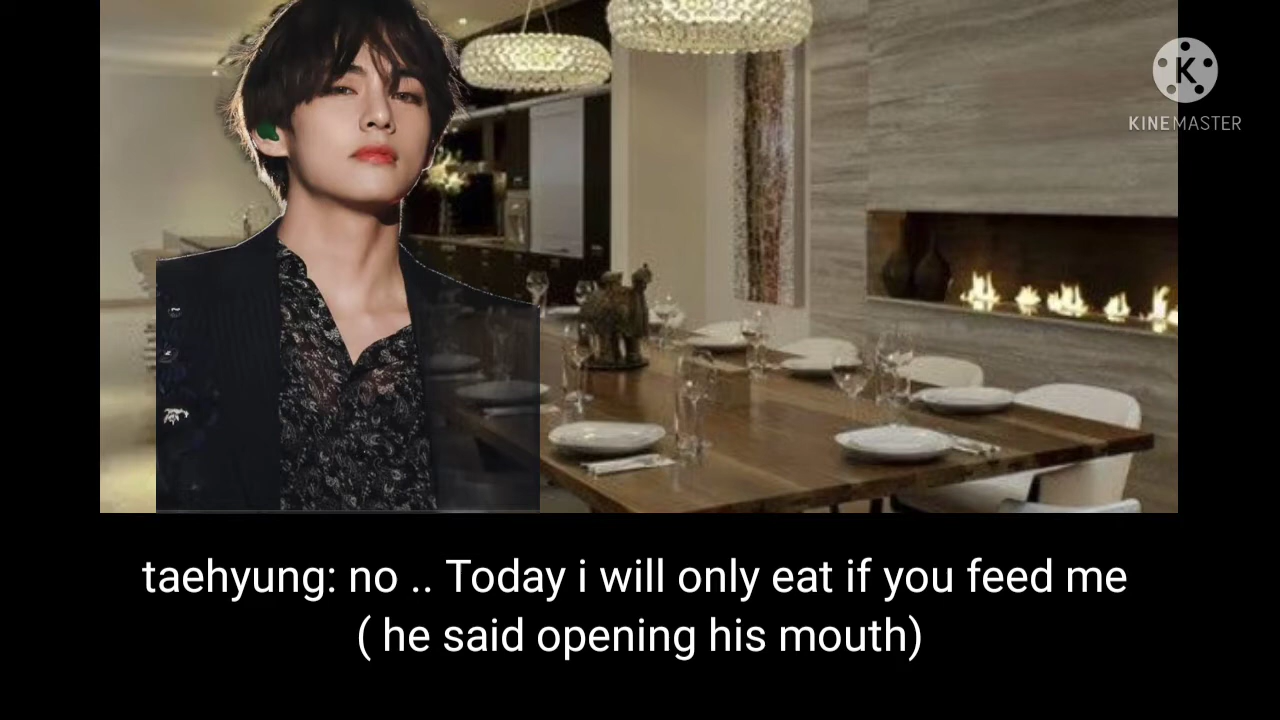 KINEMASTER
taehyung: no .. Today i will only eat if you feed me
( he said opening his mouth)